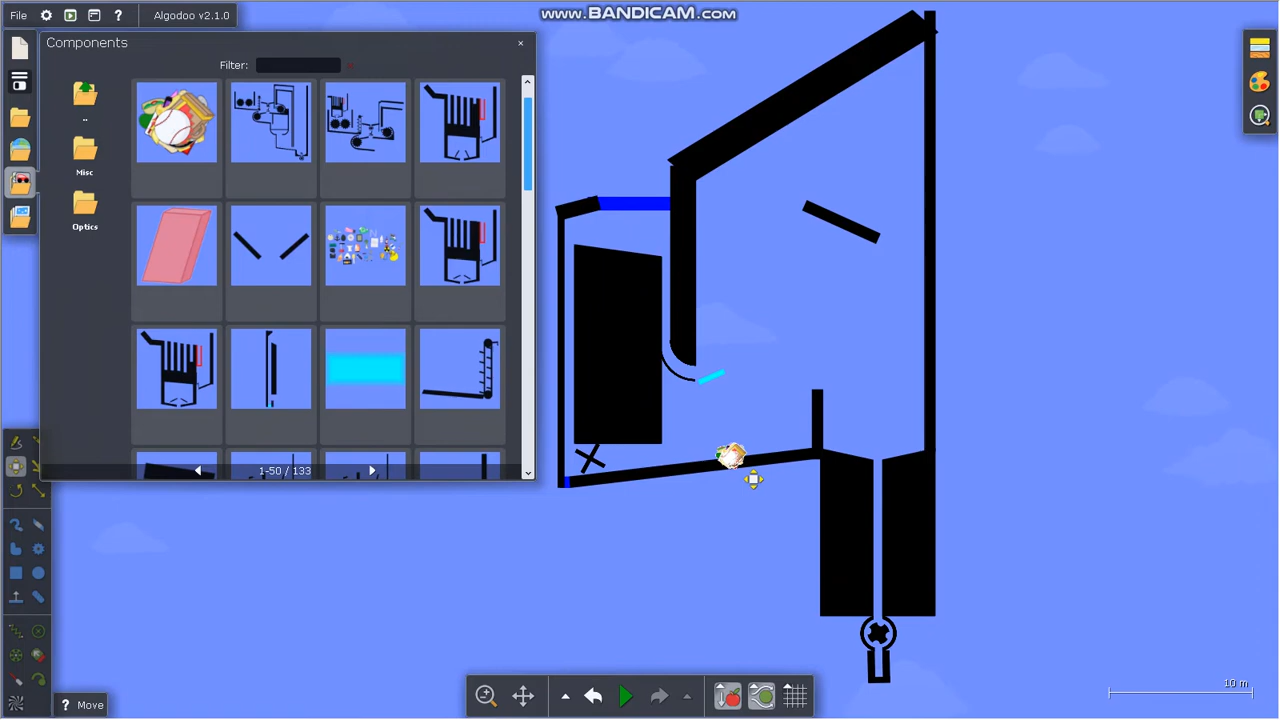 File ? Algodoo v2.1.0
www.BANDICAM.com
Components ×
Filter:
..
Misc
Optics
1-50 / 133
10 m
? Move